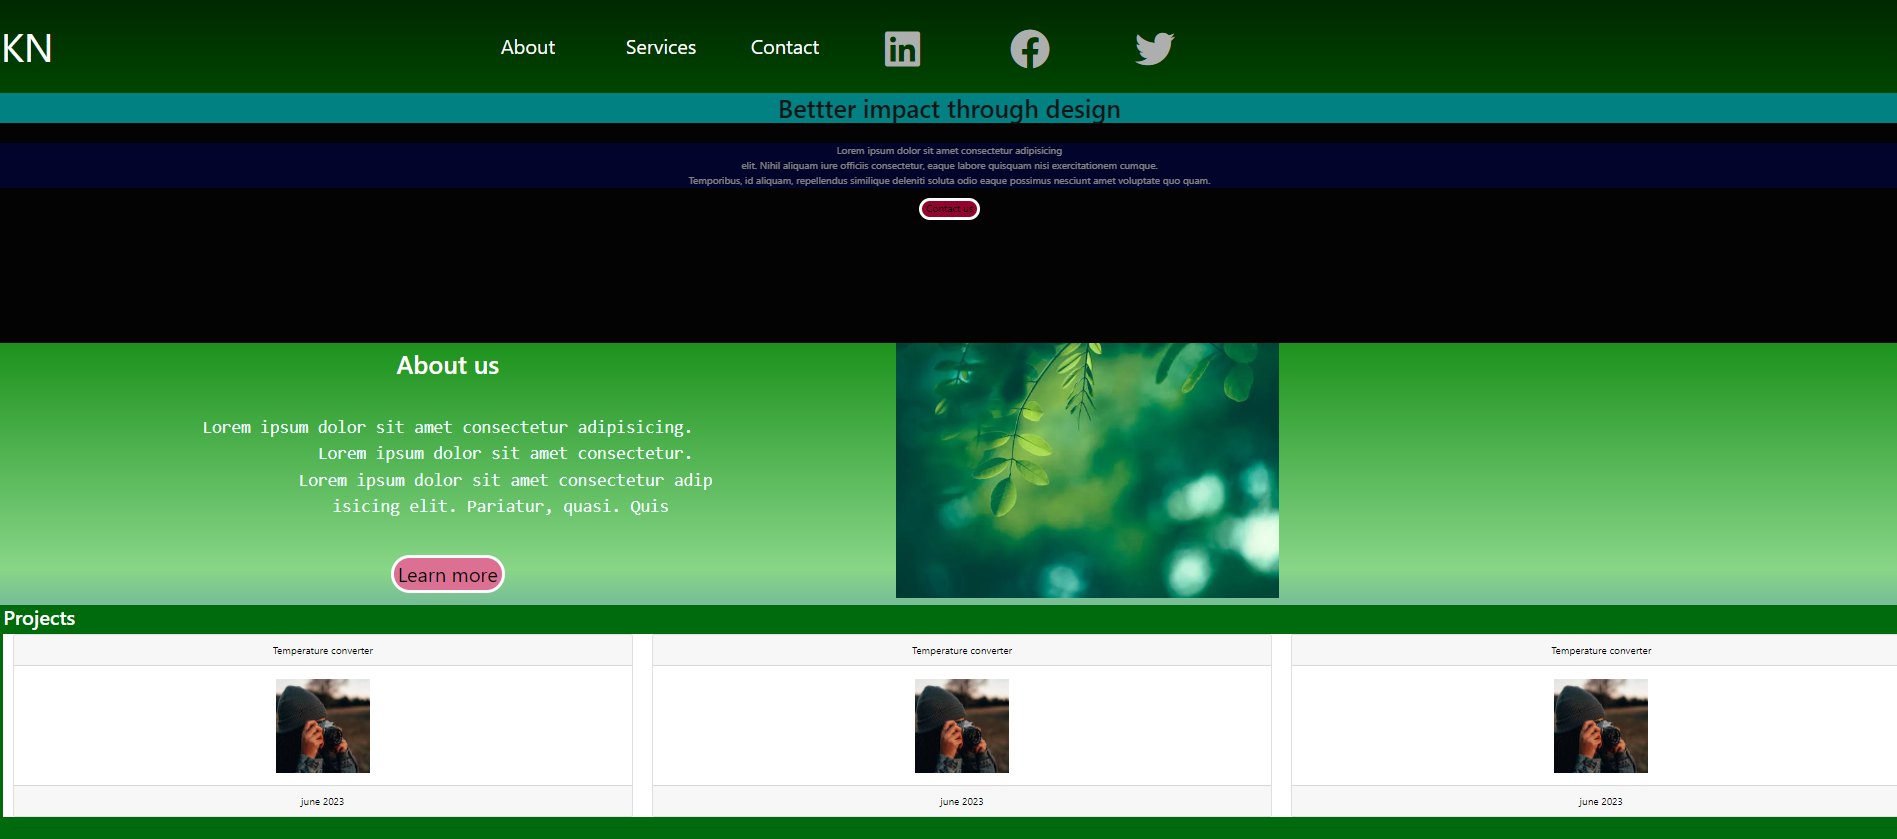 KN
About Services Contact
Bettter impact through design
Lorem ipsum dolor sit amet consectetur adipisicing
elit. Nihil aliquam iure officiis consectetur, eaque labore quisquam nisi exercitationem cumque.
Temporibus, id aliquam, repellendus similique deleniti soluta odio eaque possimus nesciunt amet voluptate quo quam.
Contact us
About us
Lorem ipsum dolor sit amet consectetur adipisicing.
Lorem ipsum dolor sit amet consectetur.
Lorem ipsum dolor sit amet consectetur adip
isicing elit. Pariatur, quasi. Quis
Learn more
Projects
Temperature converter Temperature converter Temperature converter
june 2023 june 2023 june 2023